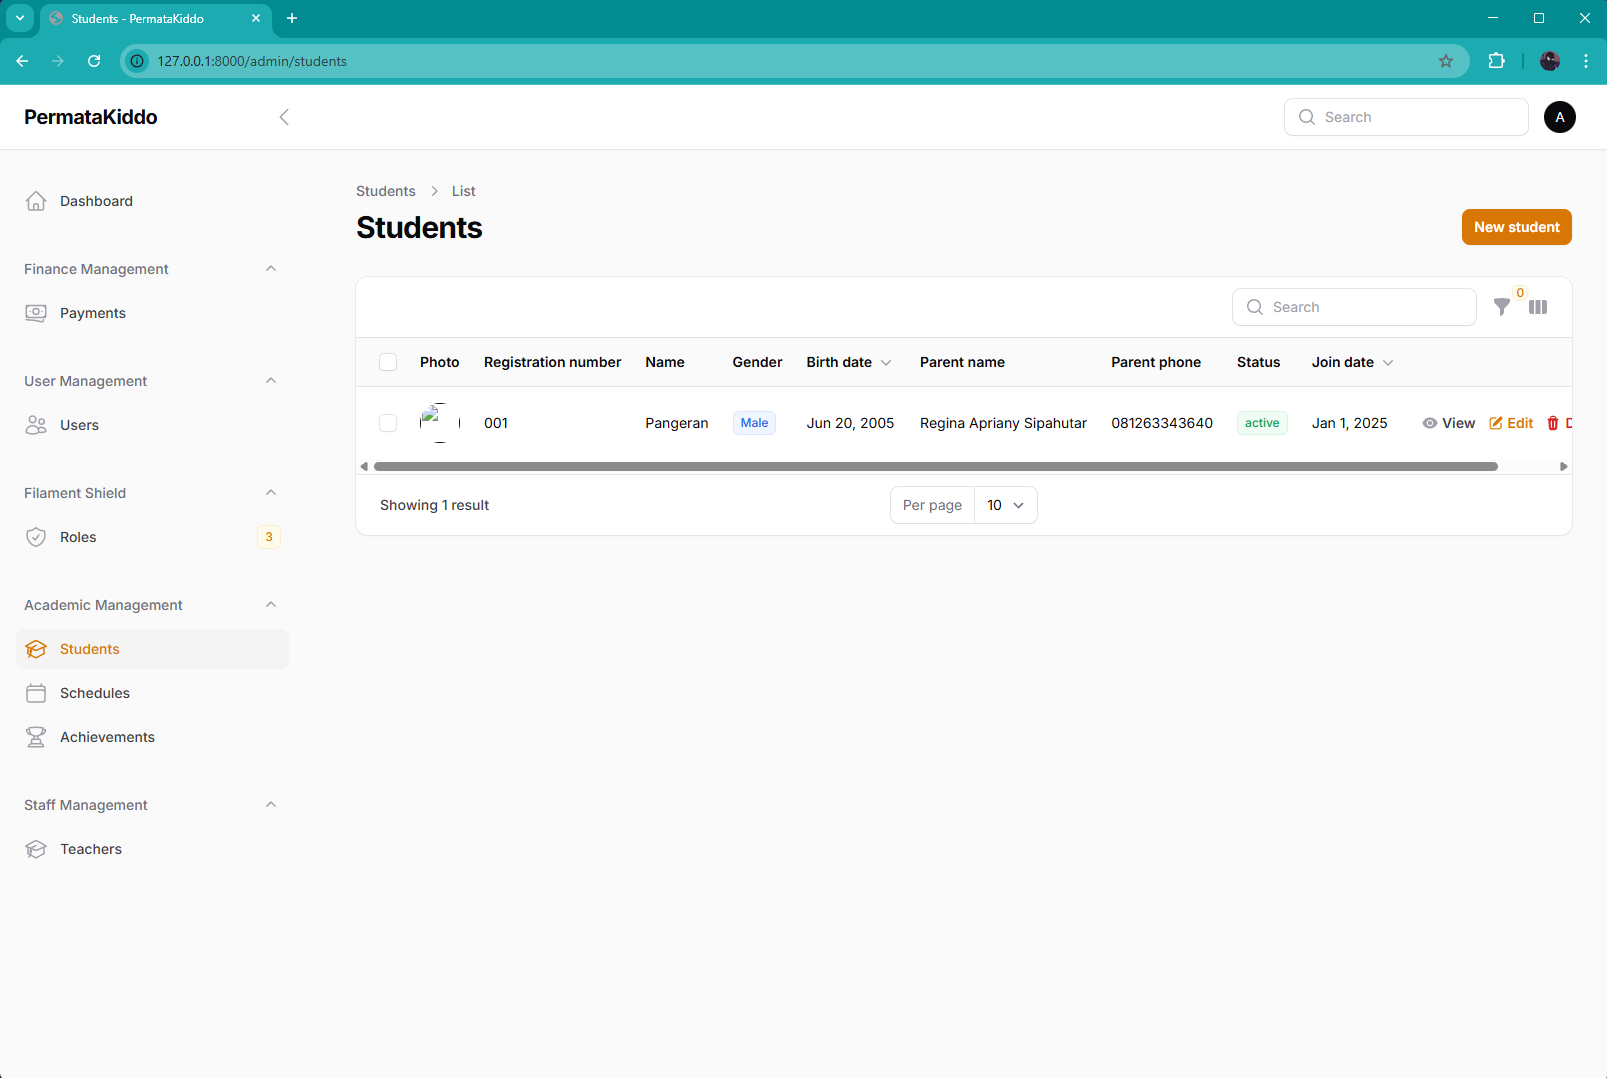 Students - PermataKiddo
127.0.0.1:8000/admin/students
PermataKiddo
Search
A
Dashboard
Finance Management
Payments
User Management
Users
Filament Shield
Roles
3
Academic Management
Students
Schedules
Achievements
Staff Management
Teachers
Students List
Students
New student
Search
0
Photo Registration number Name Gender Birth date Parent name Parent phone Status Join date
001 Pangeran Male Jun 20, 2005 Regina Apriany Sipahutar 081263343640 active Jan 1, 2025 View Edit D
Showing 1 result
Per page 10